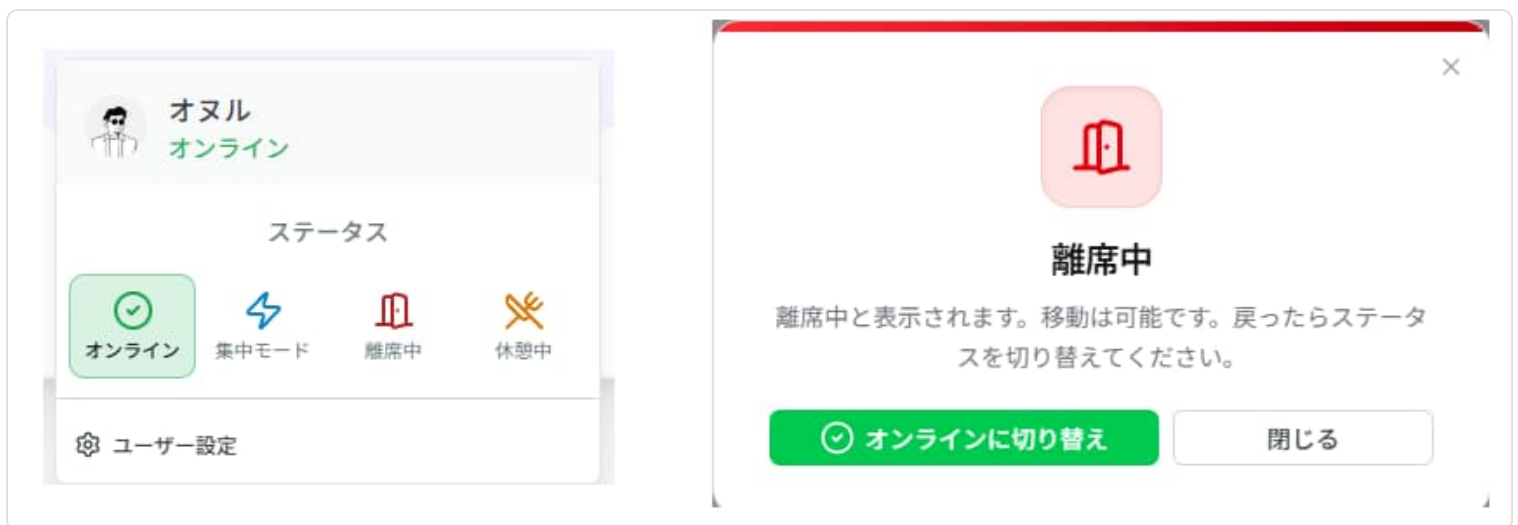 オヌル
オンライン
ステータス
オンライン 集中モード 離席中 休憩中
ユーザー設定
離席中
離席中と表示されます。移動は可能です。戻ったらステータ
スを切り替えてください。
オンラインに切り替え 閉じる